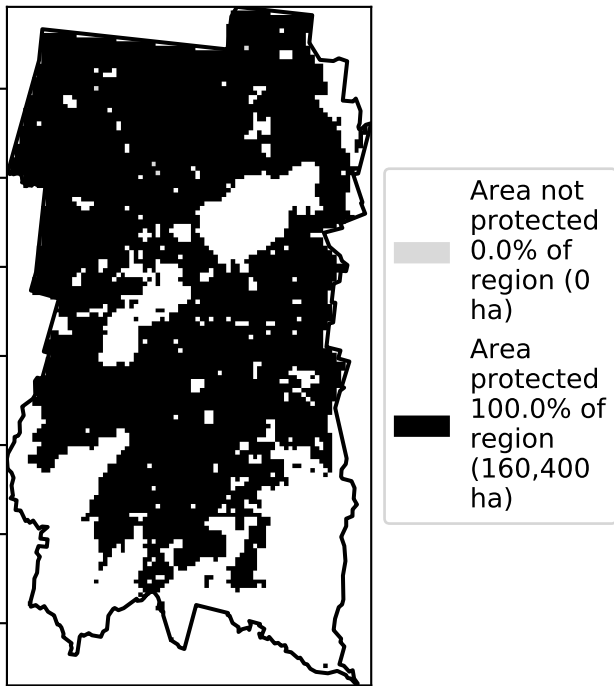 Area not
protected
0.0% of
region (0
ha)
Area
protected
100.0% of
region
(160,400
ha)